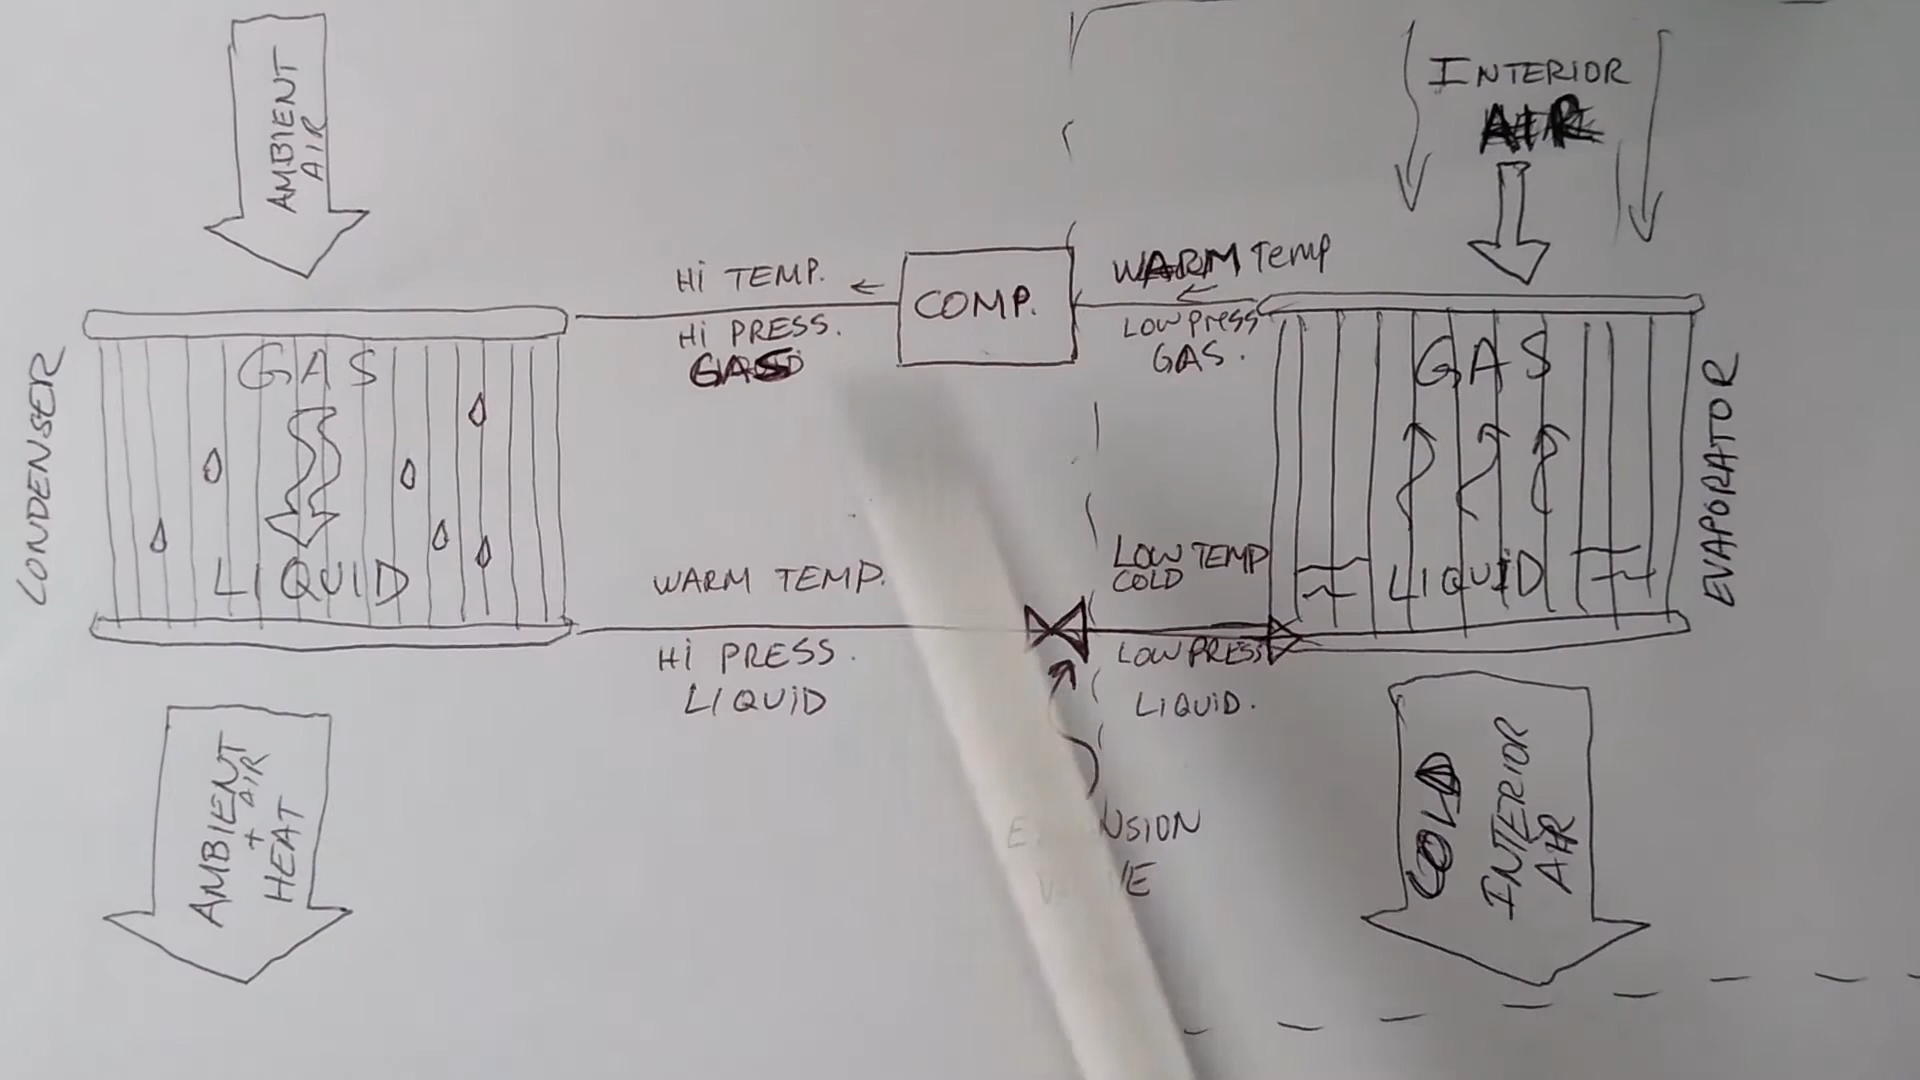 AMBIENT
AIR
INTERIOR
AIR
HI TEMP.
HI PRESS.
GAS
COMP.
WARM Temp
LOW PRESS
GAS.
CONDENSER
GAS
LIQUID
GAS
LIQUID
EVAPORATOR
WARM TEMP.
HI PRESS.
LIQUID
LOW TEMP
COLD
LOW PRESS
LIQUID.
AMBIENT
AIR
+
HEAT
NSION
COLD
INTERIOR
AIR